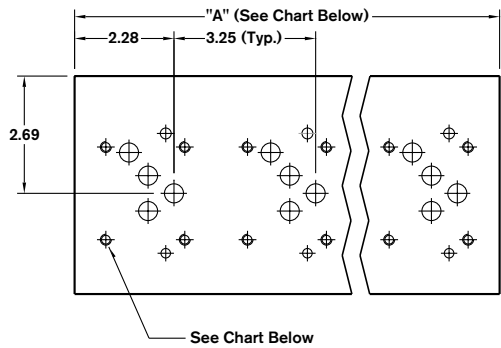 "A" (See Chart Below)
2.28
3.25 (Typ.)
2.69
See Chart Below